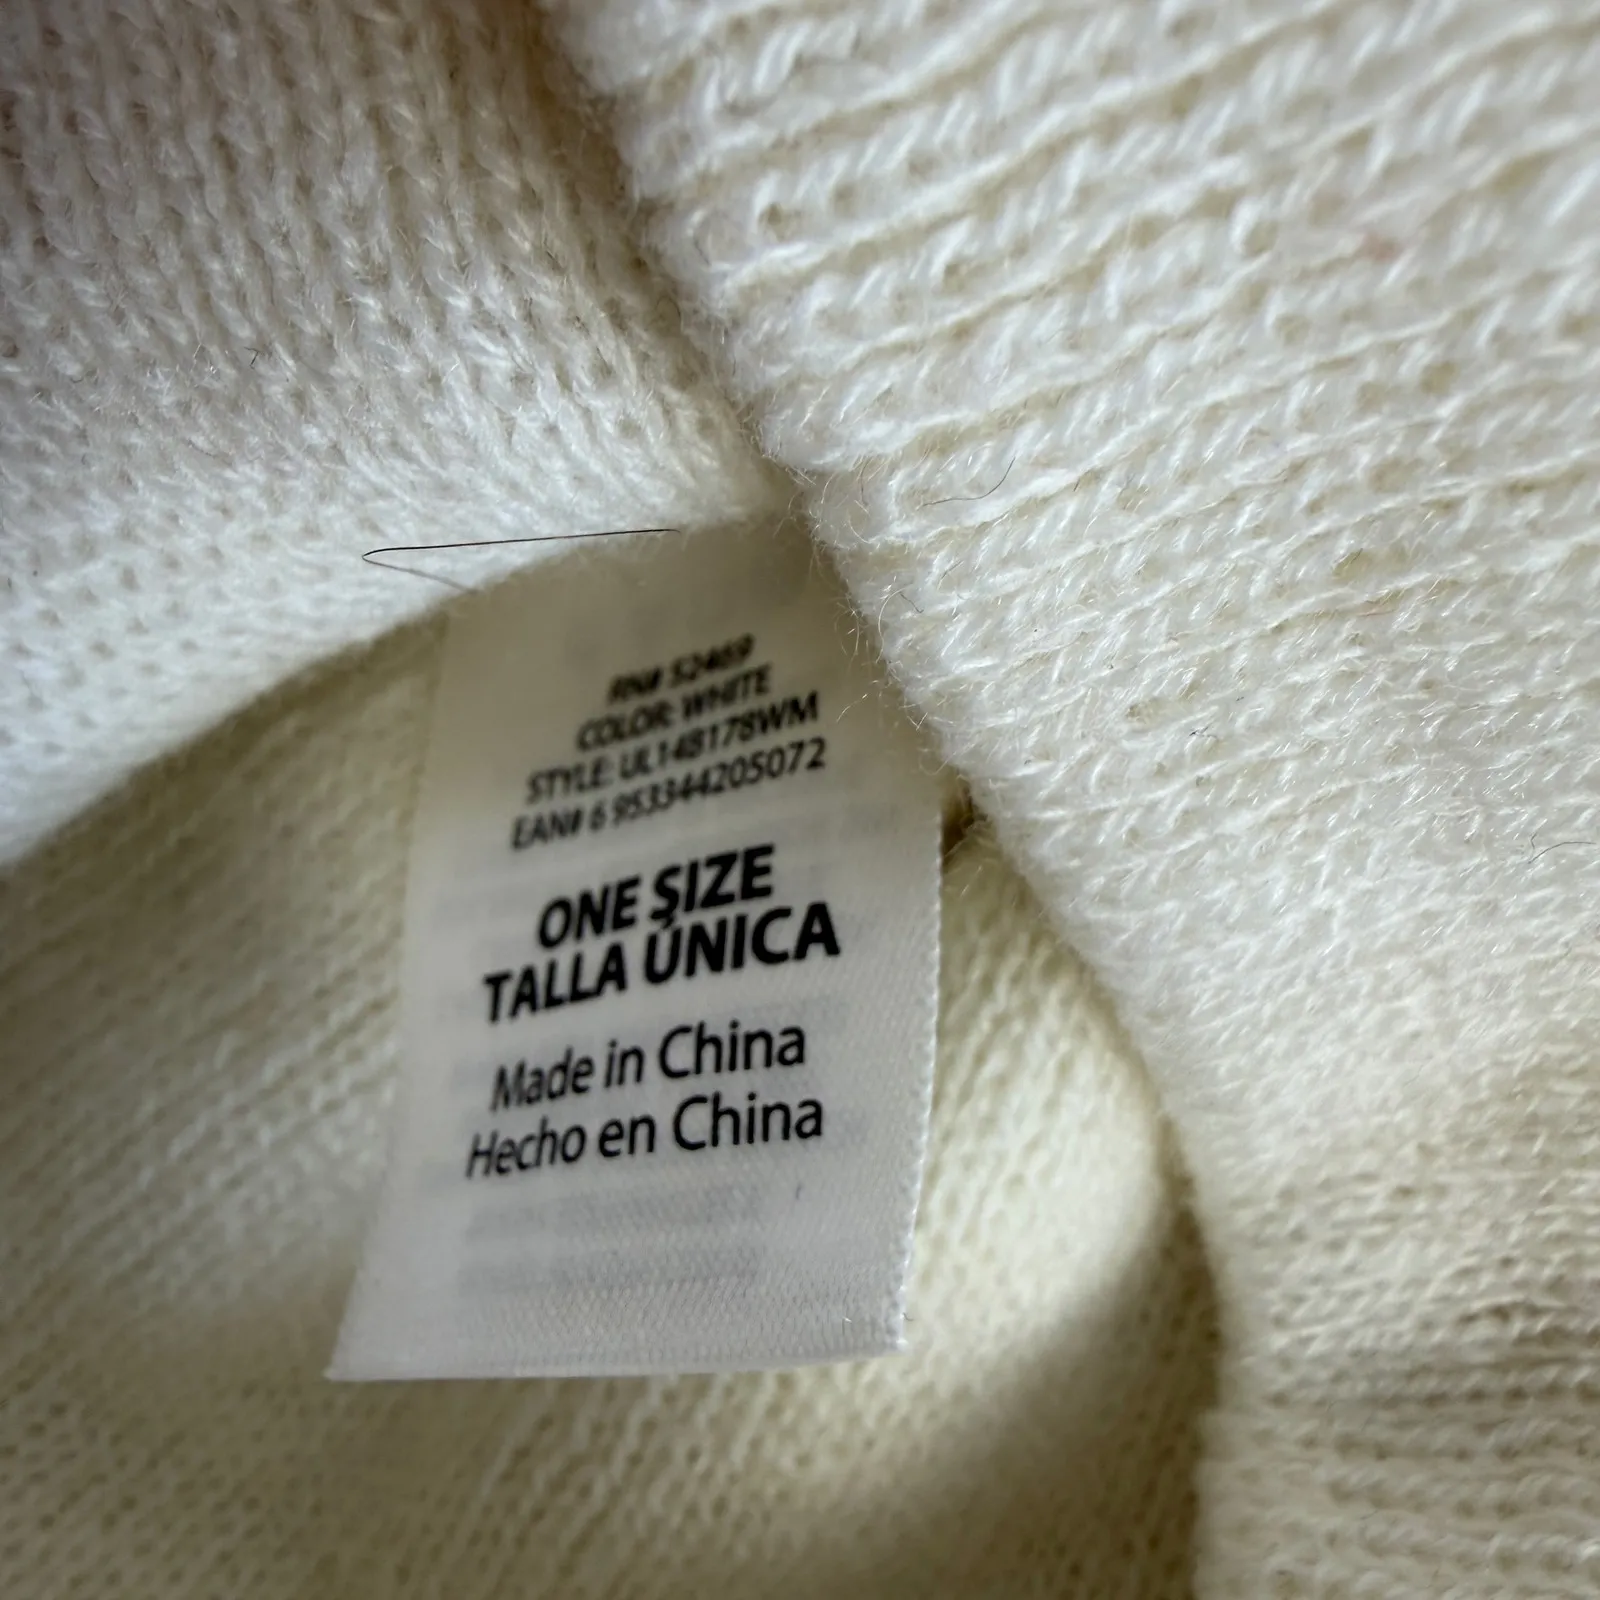 RN# 52469
COLOR: WHITE
STYLE: UL148178WM
EAN# 6 953344205072
ONE SIZE
TALLA ÚNICA
Made in China
Hecho en China